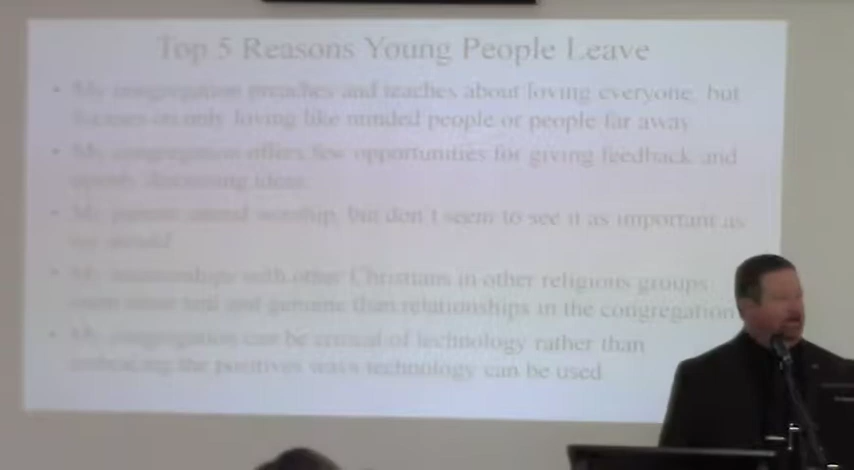 Top 5 Reasons Young People Leave
• My congregation preaches and teaches about loving everyone, but
focuses on only loving like minded people or people far away
• My congregation offers few opportunities for giving feedback and
openly discussing ideas
• My parents attend worship, but don't seem to see it as important as
• My relationships with other Christians in other religious groups
seem more real and genuine than relationships in the congregation
• My congregation can be critical of technology rather than
embracing the positives ways technology can be used